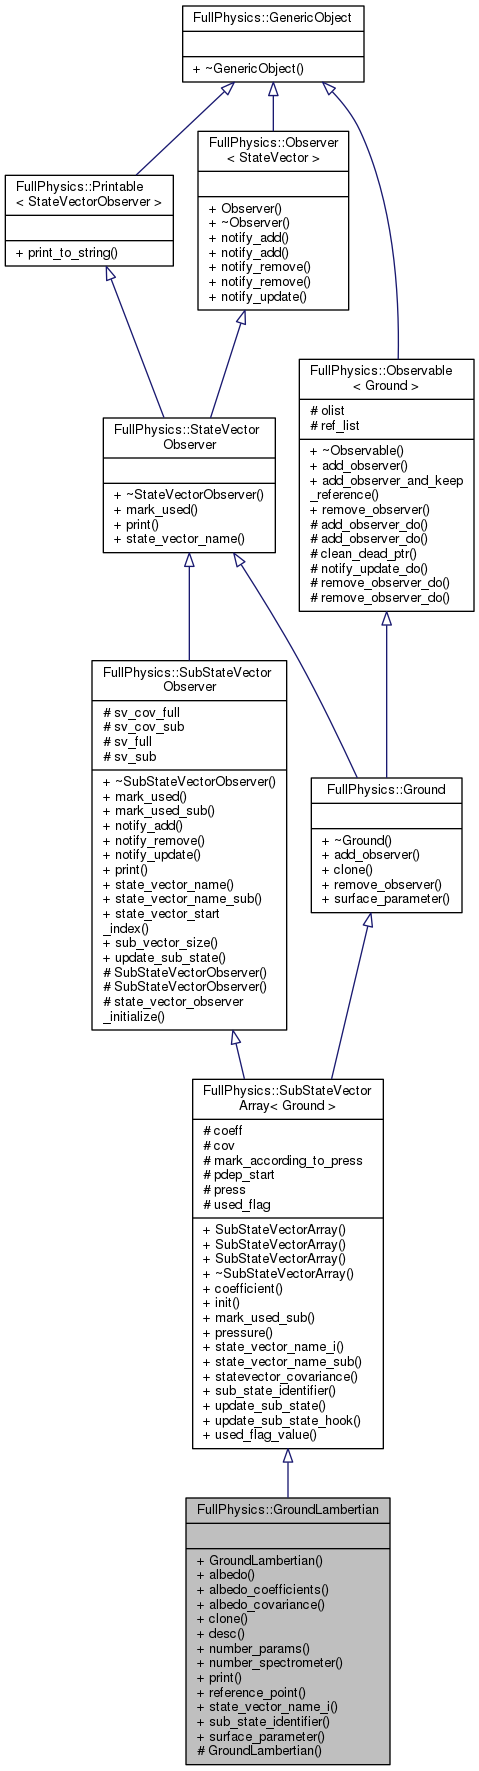 FullPhysics::GenericObject
+ ~GenericObject()
FullPhysics::Observer
< StateVector >
+ Observer()
+ ~Observer()
+ notify_add()
+ notify_add()
+ notify_remove()
+ notify_remove()
+ notify_update()
FullPhysics::Printable
< StateVectorObserver >
+ print_to_string()
FullPhysics::Observable
< Ground >
# olist
# ref_list
+ ~Observable()
+ add_observer()
+ add_observer_and_keep
_reference()
+ remove_observer()
# add_observer_do()
# add_observer_do()
# clean_dead_ptr()
# notify_update_do()
# remove_observer_do()
# remove_observer_do()
FullPhysics::StateVector
Observer
+ ~StateVectorObserver()
+ mark_used()
+ print()
+ state_vector_name()
FullPhysics::SubStateVector
Observer
# sv_cov_full
# sv_cov_sub
# sv_full
# sv_sub
+ ~SubStateVectorObserver()
+ mark_used()
+ mark_used_sub()
+ notify_add()
+ notify_remove()
+ notify_update()
+ print()
+ state_vector_name()
+ state_vector_name_sub()
+ state_vector_start
_index()
+ sub_vector_size()
+ update_sub_state()
# SubStateVectorObserver()
# SubStateVectorObserver()
# state_vector_observer
_initialize()
FullPhysics::Ground
+ ~Ground()
+ add_observer()
+ clone()
+ remove_observer()
+ surface_parameter()
FullPhysics::SubStateVector
Array< Ground >
# coeff
# cov
# mark_according_to_press
# pdep_start
# press
# used_flag
+ SubStateVectorArray()
+ SubStateVectorArray()
+ SubStateVectorArray()
+ ~SubStateVectorArray()
+ coefficient()
+ init()
+ mark_used_sub()
+ pressure()
+ state_vector_name_i()
+ state_vector_name_sub()
+ statevector_covariance()
+ sub_state_identifier()
+ update_sub_state()
+ update_sub_state_hook()
+ used_flag_value()
FullPhysics::GroundLambertian
+ GroundLambertian()
+ albedo()
+ albedo_coefficients()
+ albedo_covariance()
+ clone()
+ desc()
+ number_params()
+ number_spectrometer()
+ print()
+ reference_point()
+ state_vector_name_i()
+ sub_state_identifier()
+ surface_parameter()
# GroundLambertian()